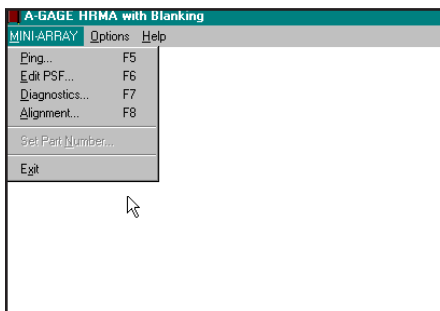 A-GAGE HRMA with Blanking
MINI-ARRAY Options Help
Ping... F5
Edit PSF... F6
Diagnostics... F7
Alignment... F8
Set Part Number...
Exit